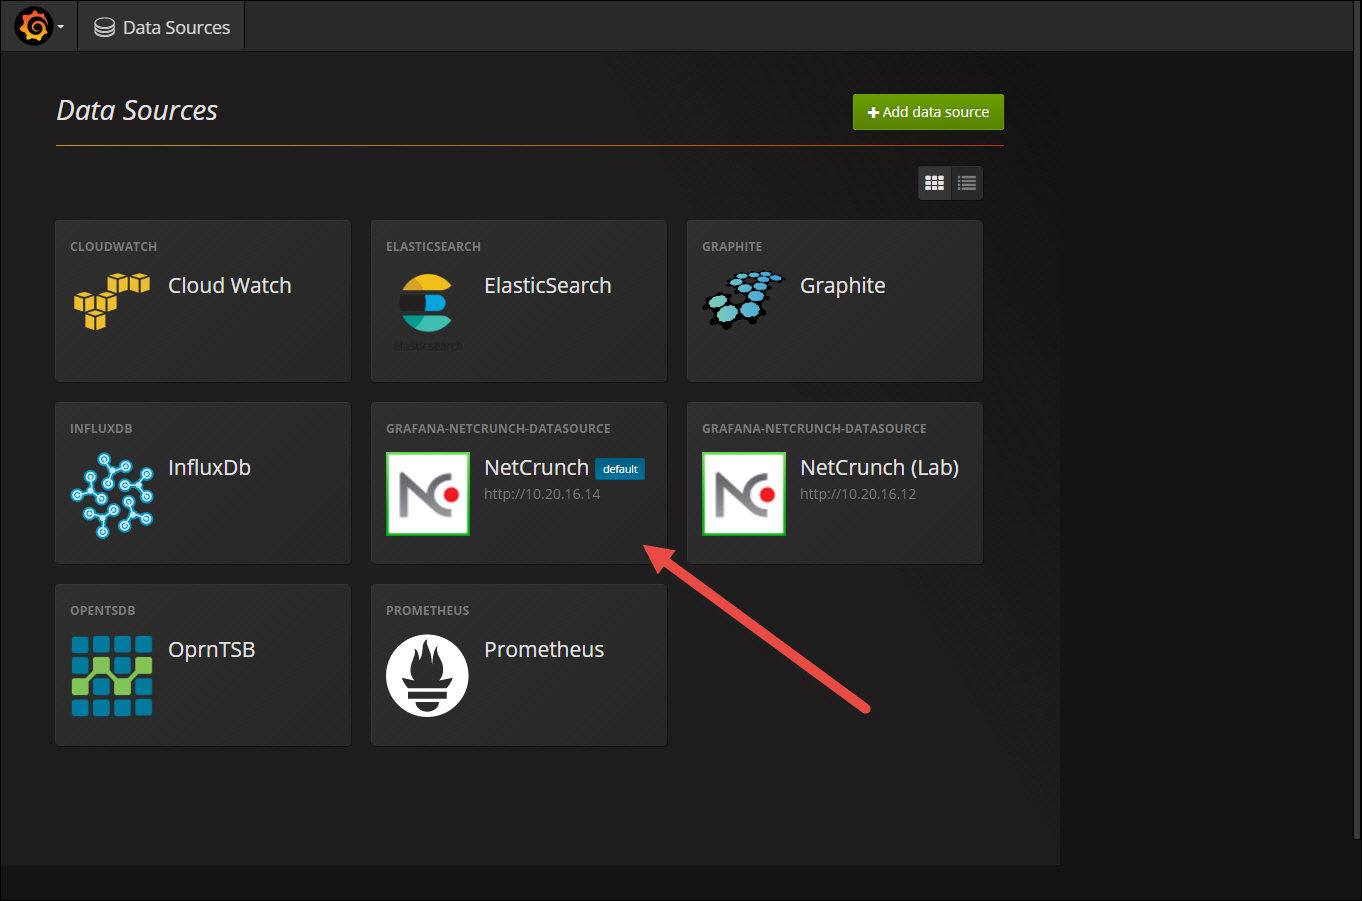 Data Sources
Data Sources
Add data source
CLOUDWATCH
Cloud Watch
ELASTICSEARCH
ElasticSearch
elasticsearch
GRAPHITE
Graphite
INFLUXDB
InfluxDb
GRAFANA-NETCRUNCH-DATASOURCE
NetCrunch default
http://10.20.16.14
GRAFANA-NETCRUNCH-DATASOURCE
NetCrunch (Lab)
http://10.20.16.12
OPENTSDB
OprnTSB
PROMETHEUS
Prometheus